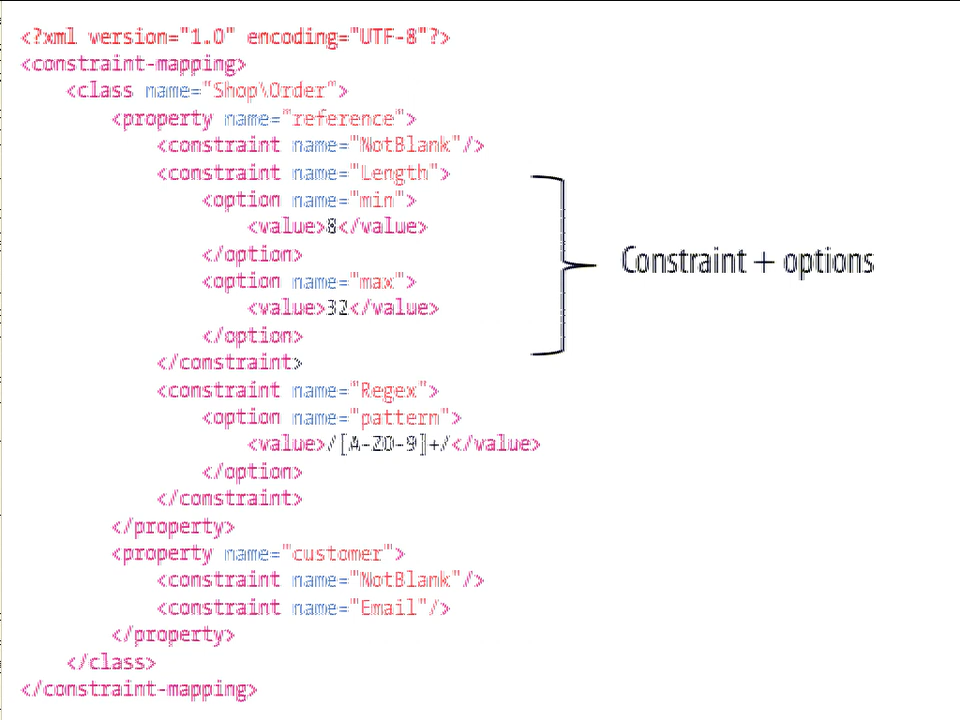 <?xml version="1.0" encoding="UTF-8"?>
<constraint-mapping>
<class name="Shop\Order">
<property name="reference">
<constraint name="NotBlank"/>
<constraint name="Length">
<option name="min">
<value>8</value>
</option>
<option name="max">
<value>32</value>
</option>
</constraint>
Constraint + options
<constraint name="Regex">
<option name="pattern">
<value>/[A-Z0-9]+/</value>
</option>
</constraint>
</property>
<property name="customer">
<constraint name="NotBlank"/>
<constraint name="Email"/>
</property>
</class>
</constraint-mapping>